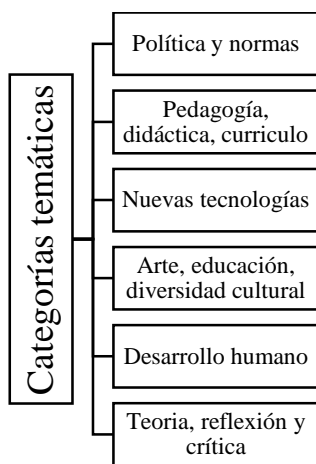 Categorías temáticas
Política y normas
Pedagogía,
didáctica, curriculo
Nuevas tecnologías
Arte, educación,
diversidad cultural
Desarrollo humano
Teoria, reflexión y
crítica